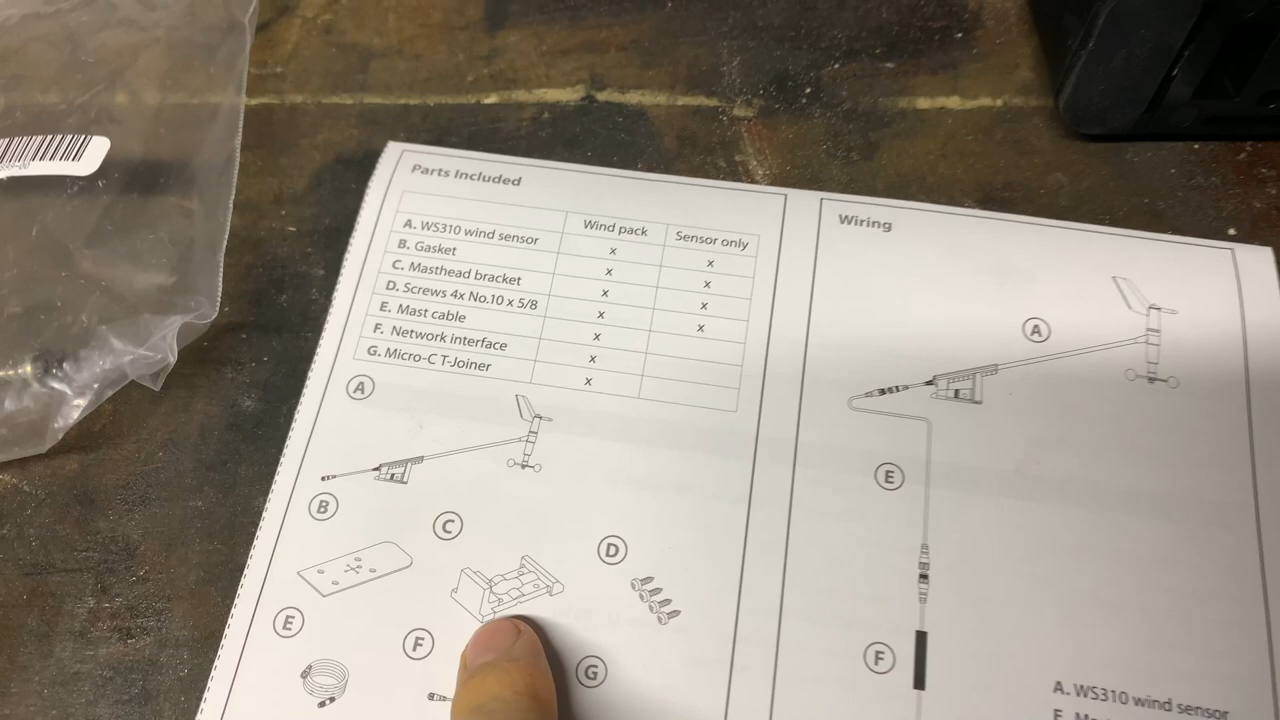 Parts Included
Wind pack Sensor only
A. WS310 wind sensor x x
B. Gasket x x
C. Masthead bracket x x
D. Screws 4x No.10 x 5/8 x x
E. Mast cable x
F. Network interface x
G. Micro-C T-Joiner x
A
B
C
D
E
F
G
Wiring
A
E
F
A. WS310 wind sensor